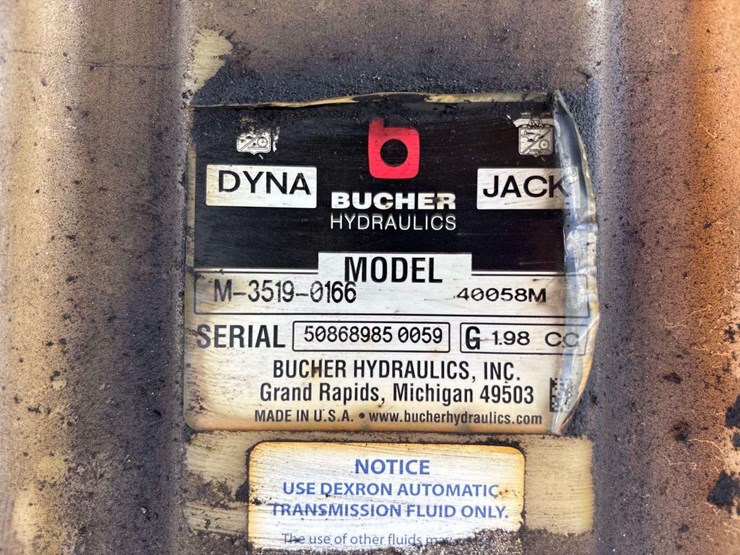 DYNA JACK
BUCHER
HYDRAULICS
MODEL
M-3519-0166 40058M
SERIAL 50868985 0059 G 1.98 CC
BUCHER HYDRAULICS, INC.
Grand Rapids, Michigan 49503
MADE IN U.S.A. • www.bucherhydraulics.com
NOTICE
USE DEXRON AUTOMATIC
TRANSMISSION FLUID ONLY.
The use of other fluids